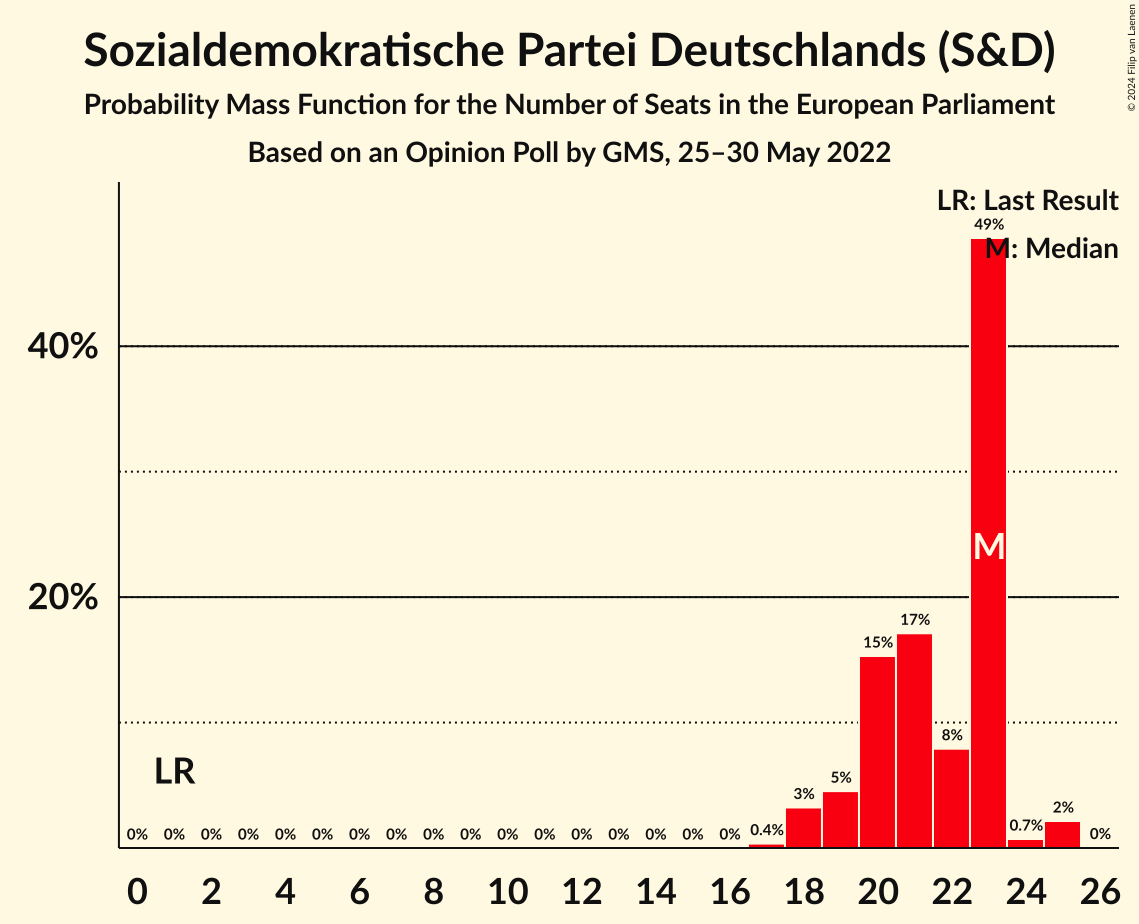 Sozialdemokratische Partei Deutschlands (S&D)
Probability Mass Function for the Number of Seats in the European Parliament
Based on an Opinion Poll by GMS, 25–30 May 2022
© 2024 Filip van Laenen
LR: Last Result
49%
M: Median
40%
M
20%
17%
15%
8%
LR
5%
3%
2%
0% 0% 0% 0% 0% 0% 0% 0% 0% 0% 0% 0% 0% 0% 0% 0% 0% 0.4% 0.7% 0%
0 2 4 6 8 10 12 14 16 18 20 22 24 26